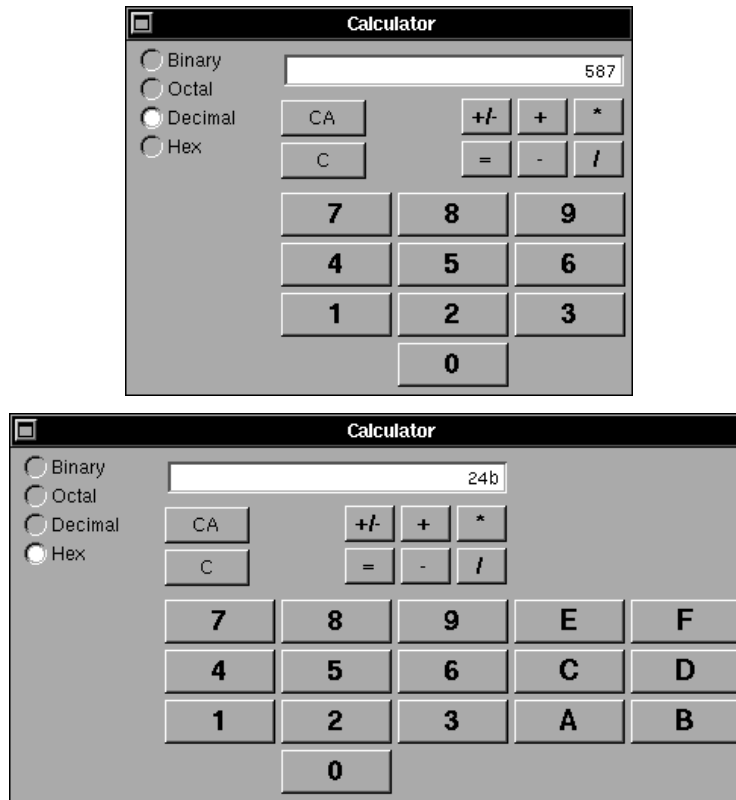 Calculator
Binary
587
Octal
Decimal
CA
+/-
+
*
Hex
C
=
-
/
7 8 9
4 5 6
1 2 3
0
Calculator
Binary
24b
Octal
Decimal
CA
+/-
+
*
Hex
C
=
-
/
7 8 9 E F
4 5 6 C D
1 2 3 A B
0